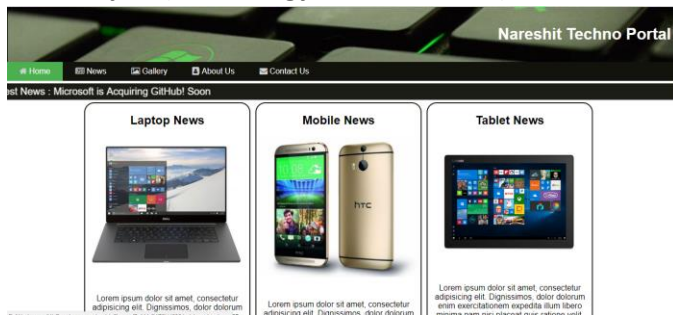 Nareshit Techno Portal
Home News Gallery About Us Contact Us
est News : Microsoft is Acquiring GitHub! Soon
Laptop News
Mobile News
Tablet News
hTC
Lorem ipsum dolor sit amet, consectetur
adipisicing elit. Dignissimos, dolor dolorum
Lorem ipsum dolor sit amet, consectetur
adipisicing elit. Dignissimos, dolor dolorum
Lorem ipsum dolor sit amet, consectetur
adipisicing elit. Dignissimos, dolor dolorum
enim exercitationem expedita illum libero